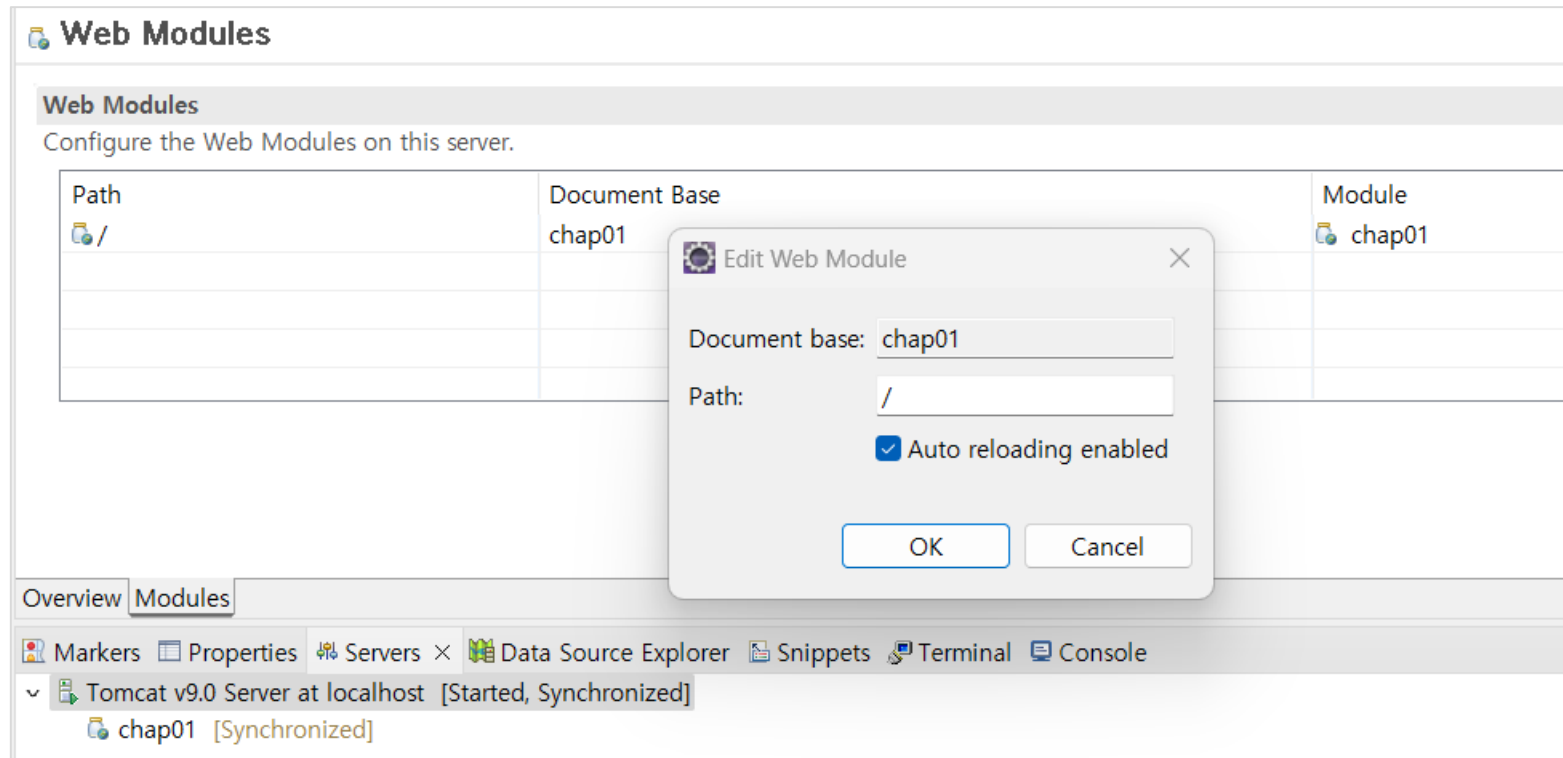 Web Modules
Web Modules
Configure the Web Modules on this server.
Path Document Base Module
/ chap01 chap01
Edit Web Module
Document base: chap01
Path: /
Auto reloading enabled
OK Cancel
Overview Modules
Markers Properties Servers Data Source Explorer Snippets Terminal Console
Tomcat v9.0 Server at localhost [Started, Synchronized]
chap01 [Synchronized]